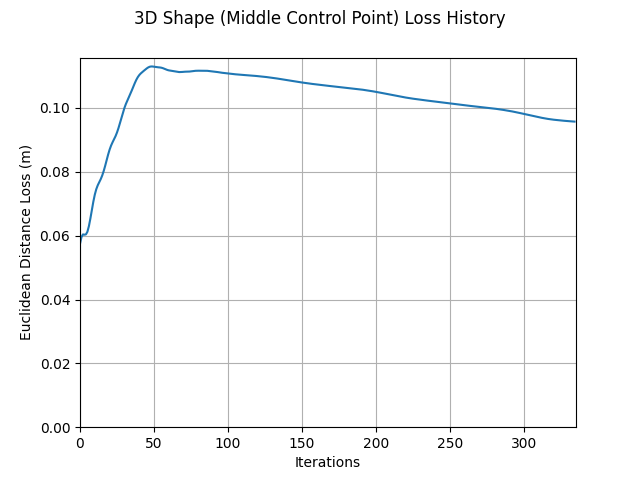 3D Shape (Middle Control Point) Loss History
Euclidean Distance Loss (m)
0.10
0.08
0.06
0.04
0.02
0.00
0 50 100 150 200 250 300
Iterations